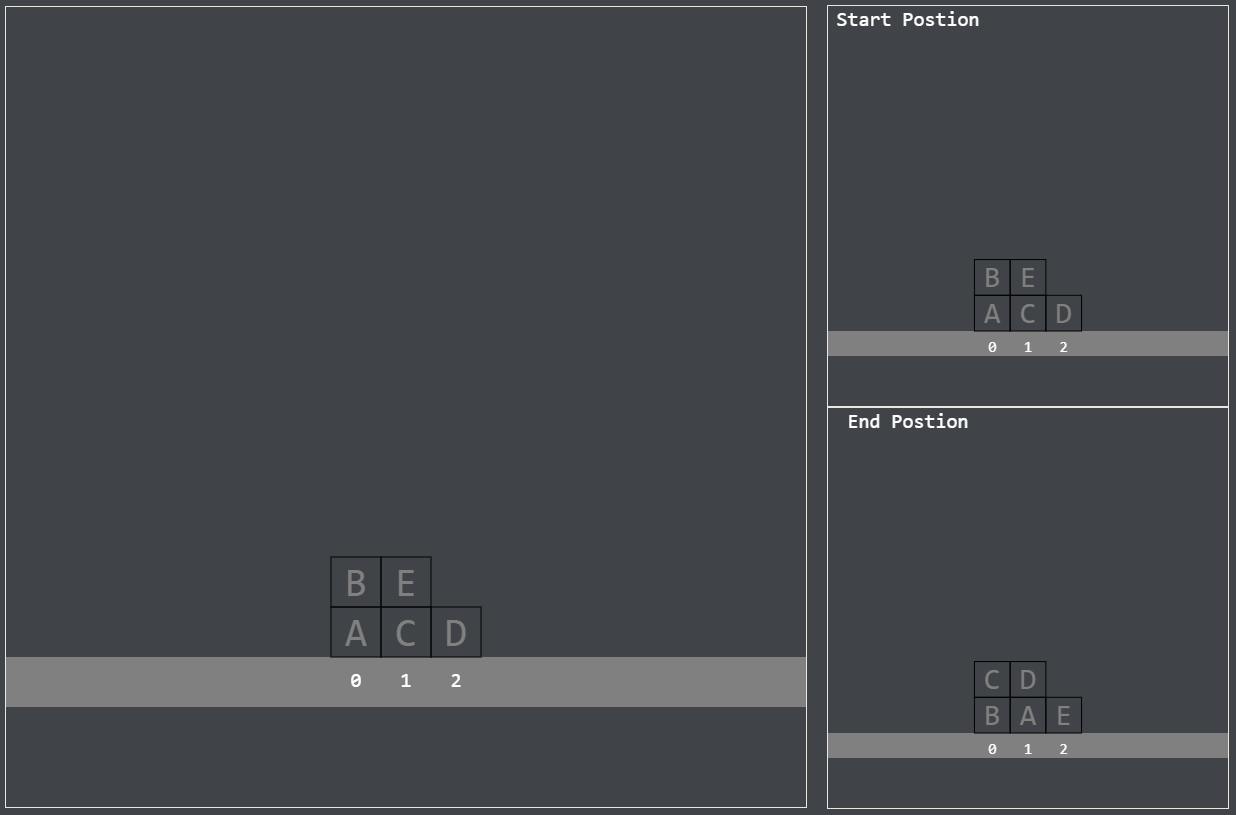 B E
A C D
0 1 2
Start Postion
B E
A C D
0 1 2
End Postion
C D
B A E
0 1 2